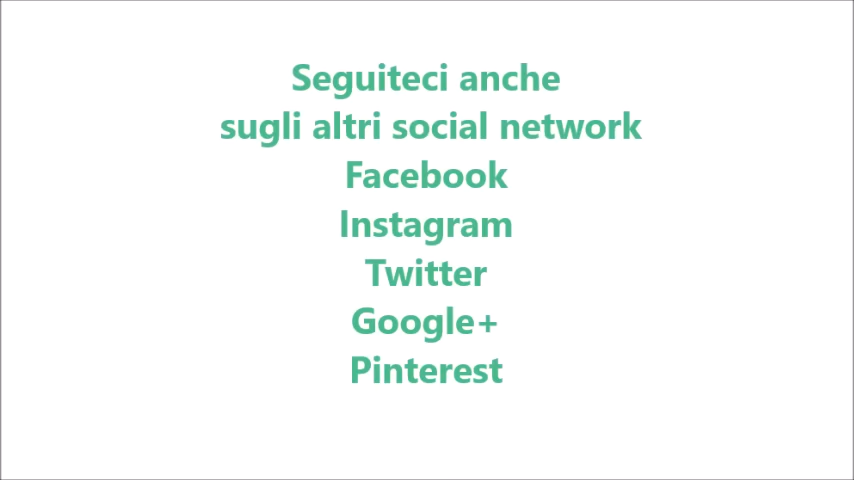 Seguiteci anche
sugli altri social network
Facebook
Instagram
Twitter
Google+
Pinterest